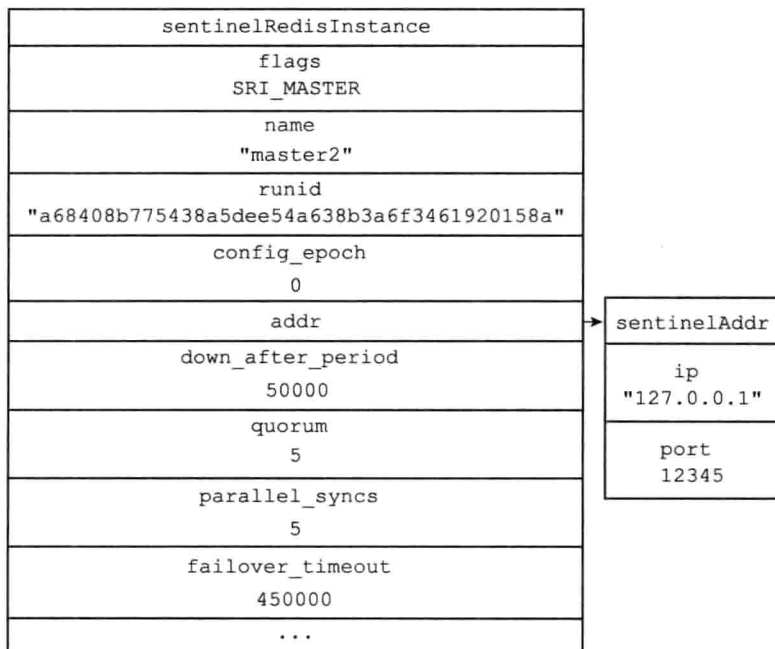 sentinelRedisInstance
flags
SRI_MASTER
name
"master2"
runid
"a68408b775438a5dee54a638b3a6f3461920158a"
config_epoch
0
addr
down_after_period
50000
quorum
5
parallel_syncs
5
failover_timeout
450000
...
sentinelAddr
ip
"127.0.0.1"
port
12345